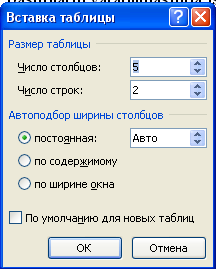 Вставка таблицы
Размер таблицы
Число столбцов: 5
Число строк: 2
Автоподбор ширины столбцов
постоянная: Авто
по содержимому
по ширине окна
По умолчанию для новых таблиц
ОК Отмена